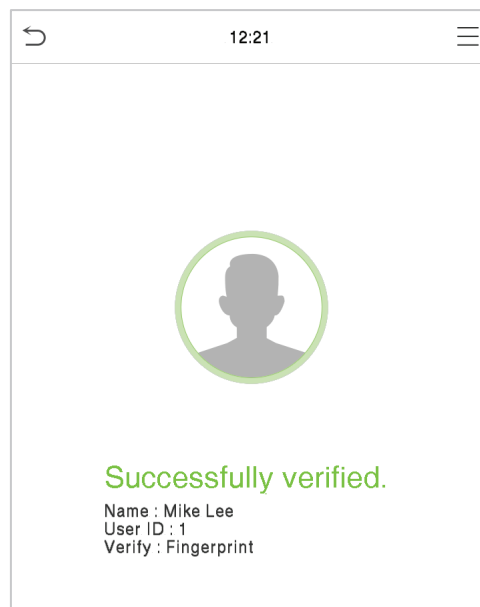 12:21
Successfully verified.
Name : Mike Lee
User ID : 1
Verify : Fingerprint